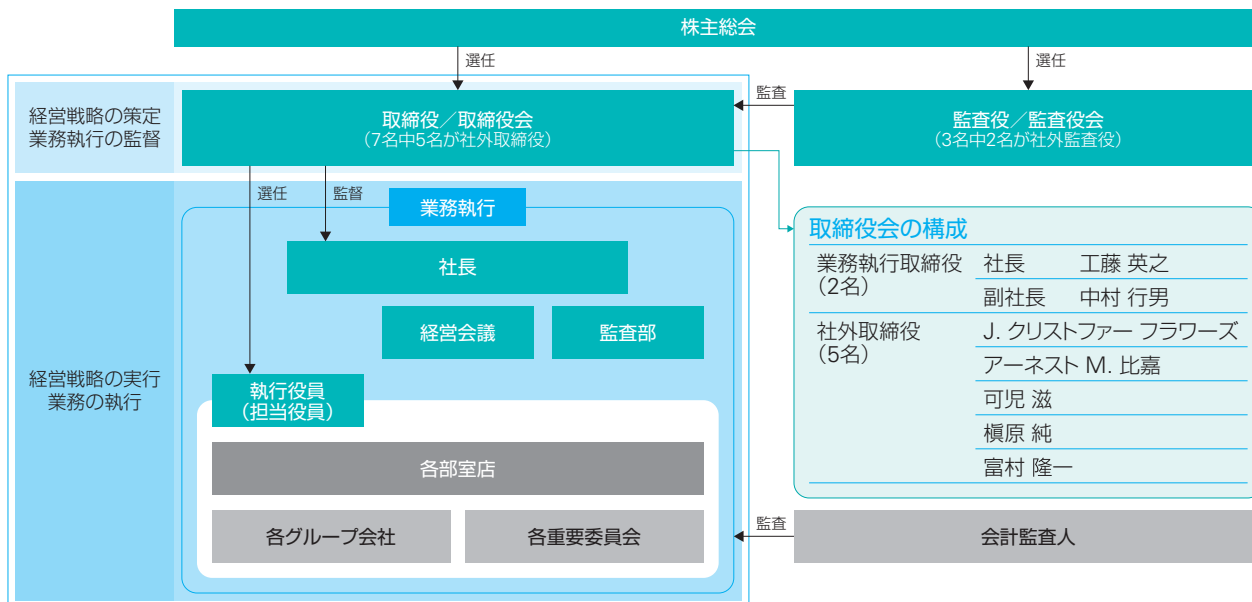 株主総会
選任
選任
経営戦略の策定
業務執行の監督
取締役／取締役会
（7名中5名が社外取締役）
監査
監査役／監査役会
（3名中2名が社外監査役）
選任
監督
業務執行
社長
経営会議
監査部
経営戦略の実行
業務の執行
執行役員
（担当役員）
各部室店
各グループ会社
各重要委員会
取締役会の構成
業務執行取締役
（2名）
社長 工藤 英之
副社長 中村 行男
社外取締役
（5名）
J. クリストファー フラワーズ
アーネスト M. 比嘉
可児 滋
槇原 純
富村 隆一
監査
会計監査人